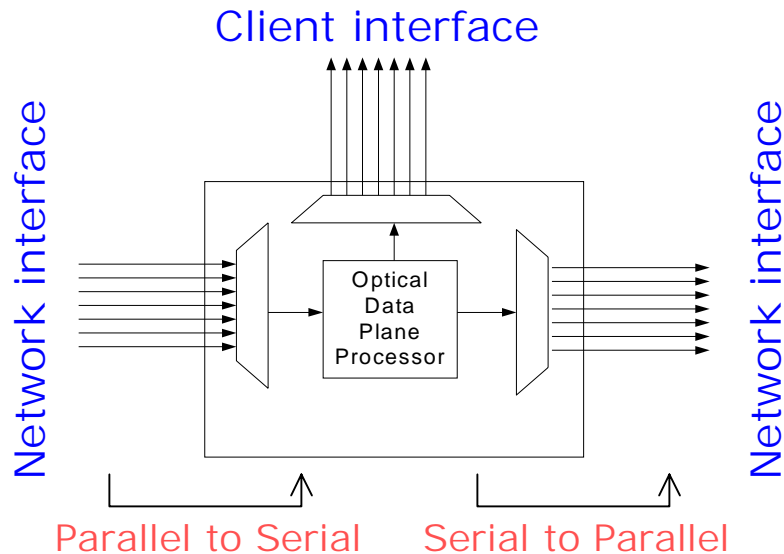 Client interface
Network interface
Network interface
Optical
Data
Plane
Processor
Parallel to Serial
Serial to Parallel